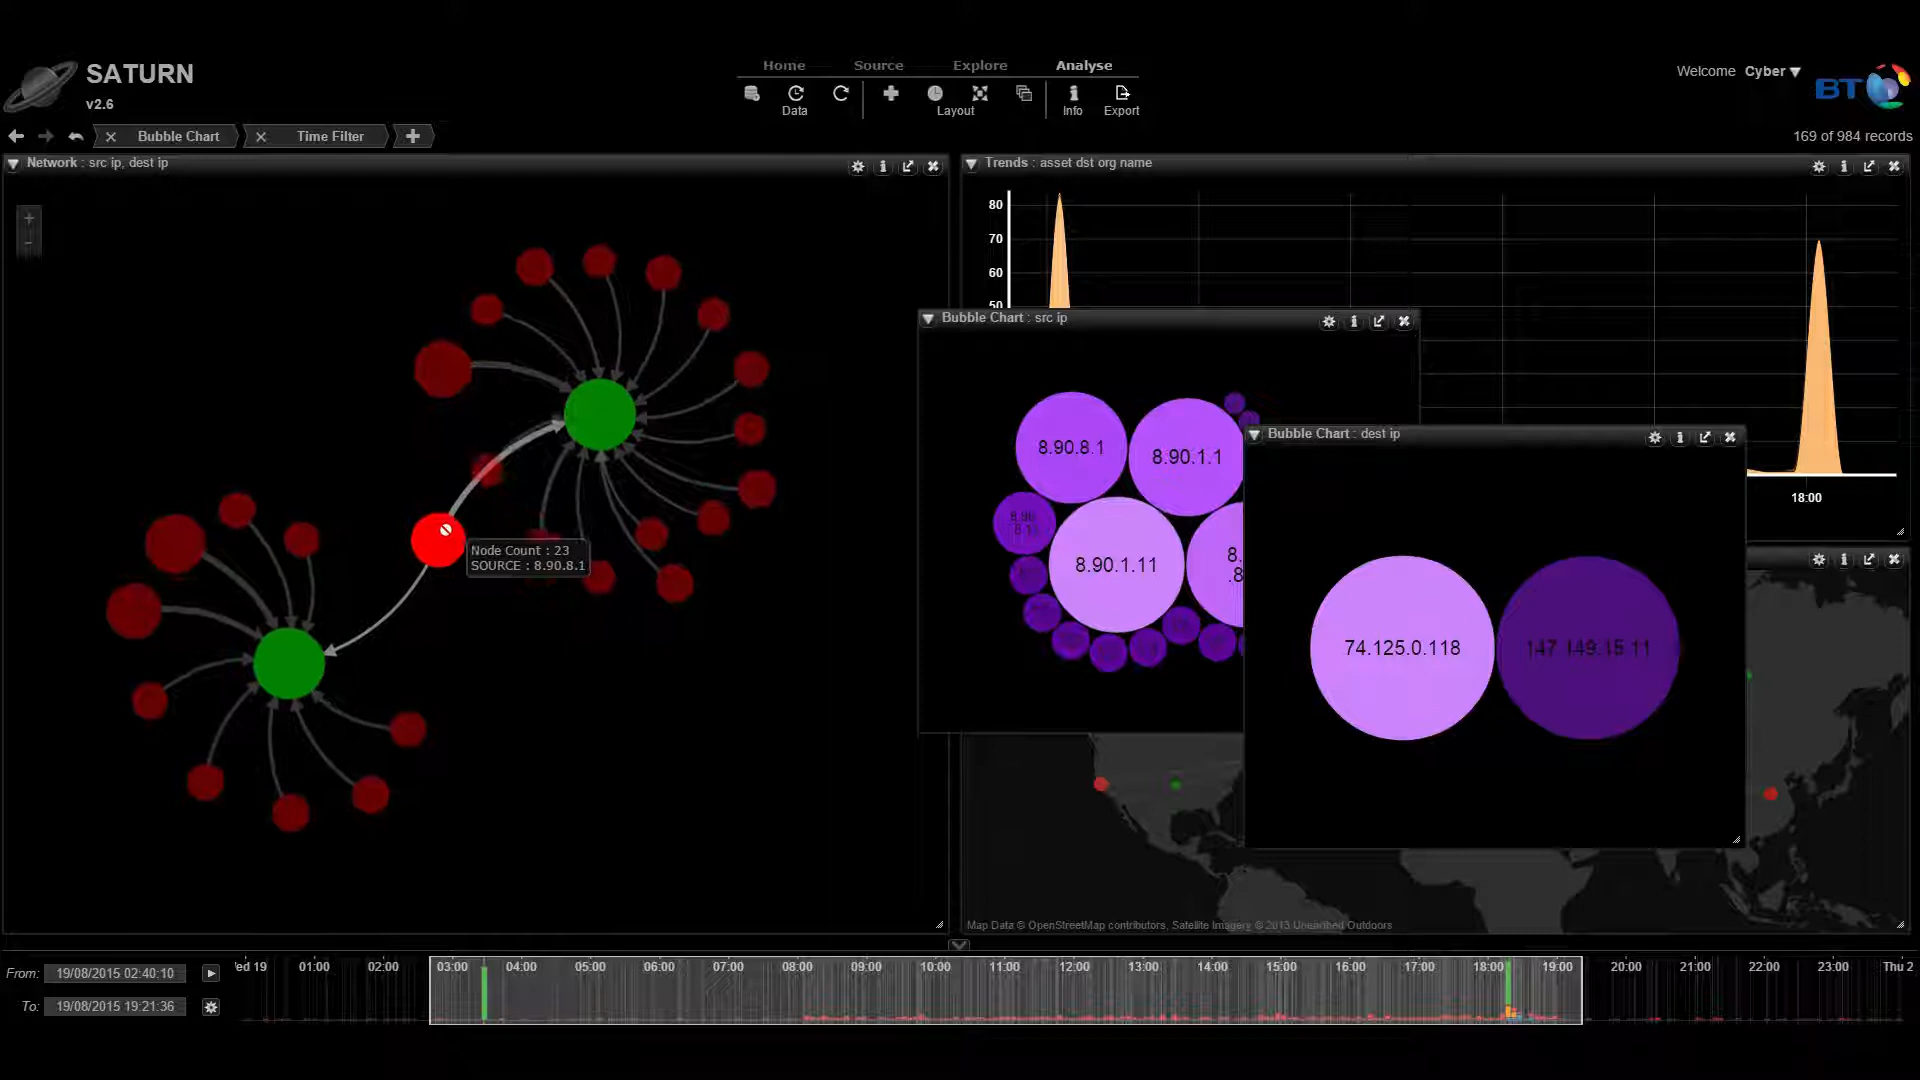 SATURN
v2.6
Home Source Explore Analyse
Data Layout Info Export
Welcome Cyber ▼
BT
Bubble Chart Time Filter
169 of 984 records
Network : src ip, dest ip
Trends : asset dst org name
80
70
60
50
18:00
Bubble Chart : src ip
8.90.8.1
8.90.1.1
8.90.1.11
8.
.8
Bubble Chart : dest ip
74.125.0.118
147.149.15.11
Node Count : 23
SOURCE : 8.90.8.1
Map Data © OpenStreetMap contributors, Satellite Imagery © 2013 Unearthed Outdoors
From: 19/08/2015 02:40:10
To: 19/08/2015 19:21:36
ed 19 01:00 02:00 03:00 04:00 05:00 06:00 07:00 08:00 09:00 10:00 11:00 12:00 13:00 14:00 15:00 16:00 17:00 18:00 19:00 20:00 21:00 22:00 23:00 Thu 2